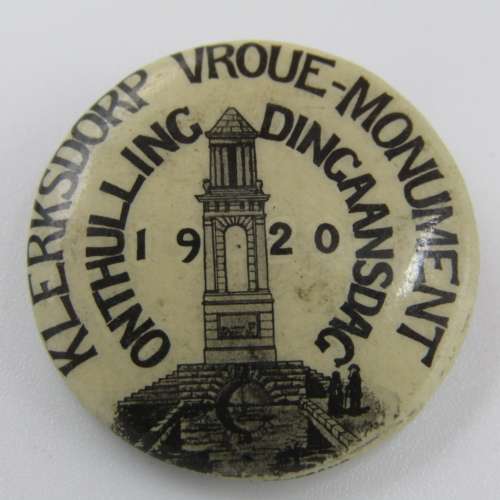 KLERKSDORP VROUE-MONUMENT
ONTHULLING DINGAANSDAG
1920